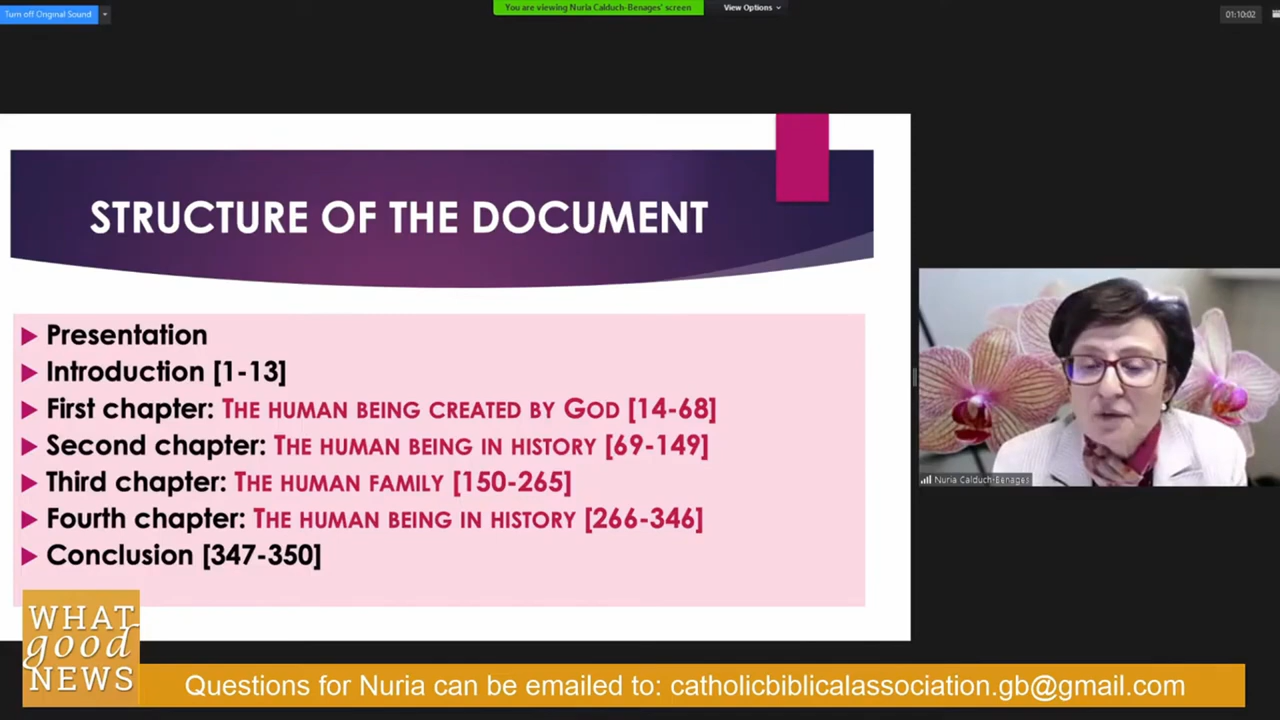 Turn off Original Sound
You are viewing Nuria Calduch-Benages' screen
View Options
01:10:02
STRUCTURE OF THE DOCUMENT
Presentation
Introduction [1-13]
First chapter: THE HUMAN BEING CREATED BY GOD [14-68]
Second chapter: THE HUMAN BEING IN HISTORY [69-149]
Third chapter: THE HUMAN FAMILY [150-265]
Fourth chapter: THE HUMAN BEING IN HISTORY [266-346]
Conclusion [347-350]
Nuria Calduch-Benages
WHAT
good
NEWS
Questions for Nuria can be emailed to: catholicbiblicalassociation.gb@gmail.com